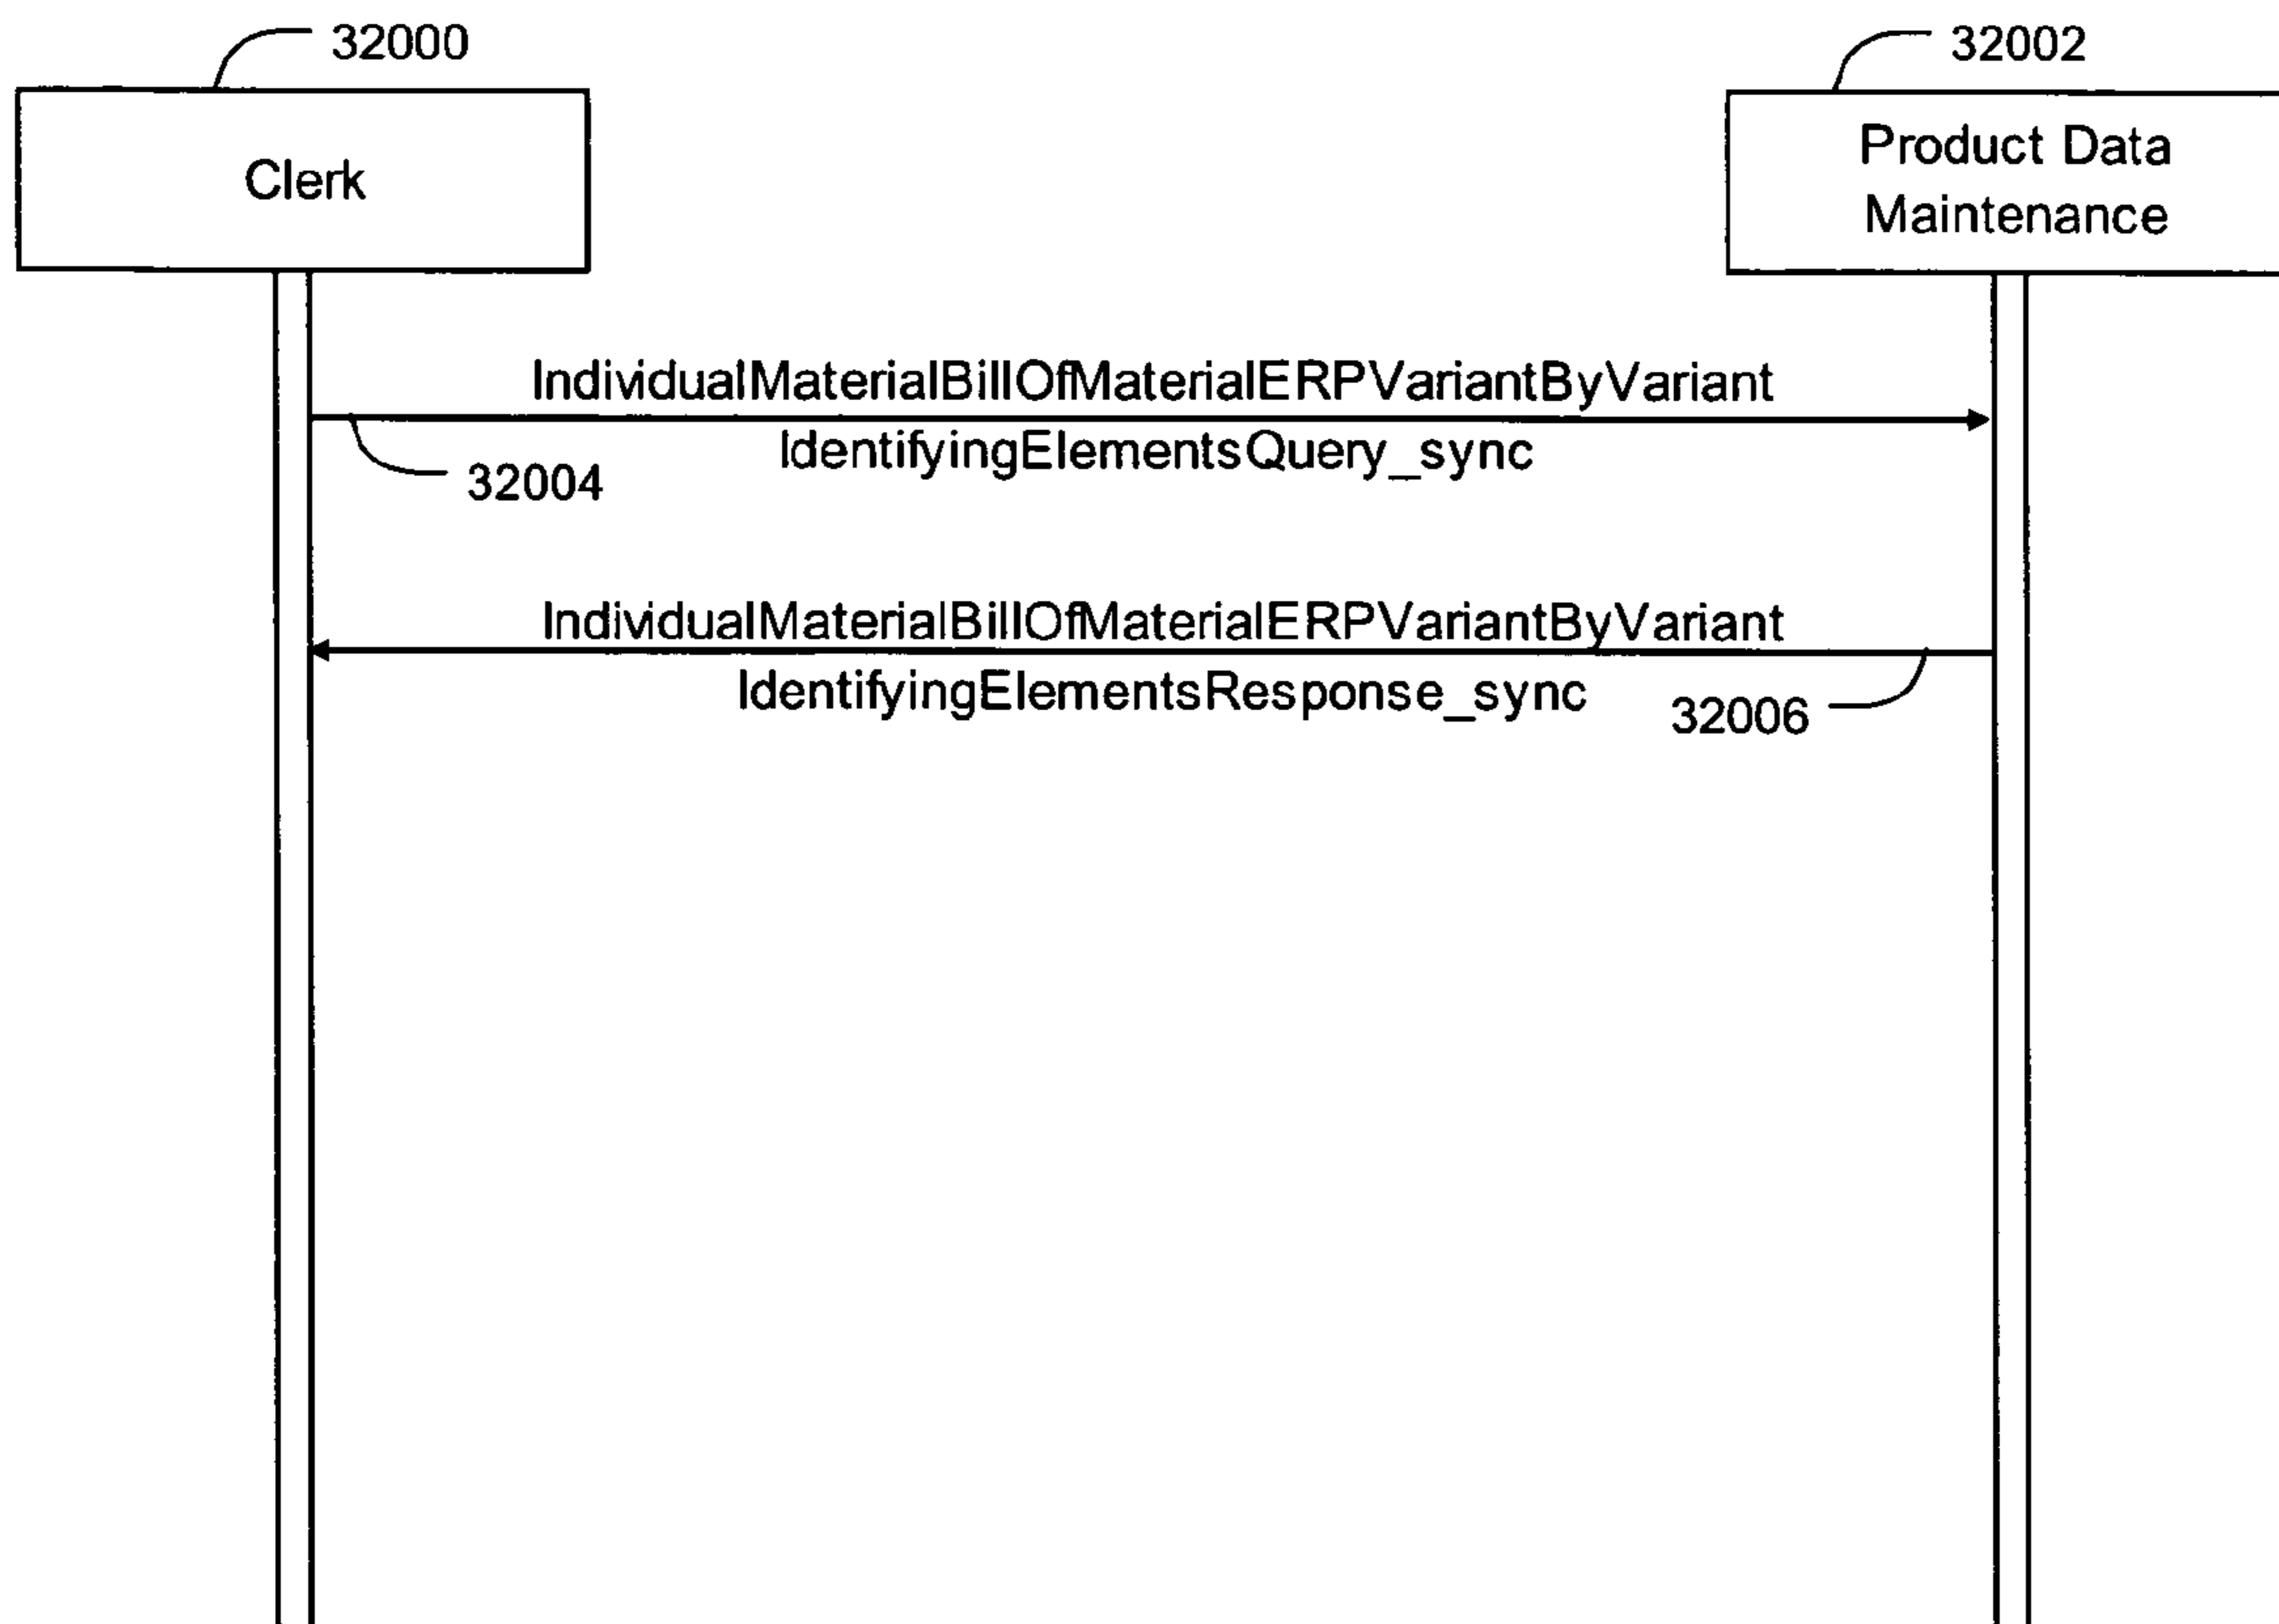 32000
32002
Clerk
Product Data
Maintenance
IndividualMaterialBillOfMaterialERPVariantByVariant
IdentifyingElementsQuery_sync
32004
IndividualMaterialBillOfMaterialERPVariantByVariant
IdentifyingElementsResponse_sync
32006